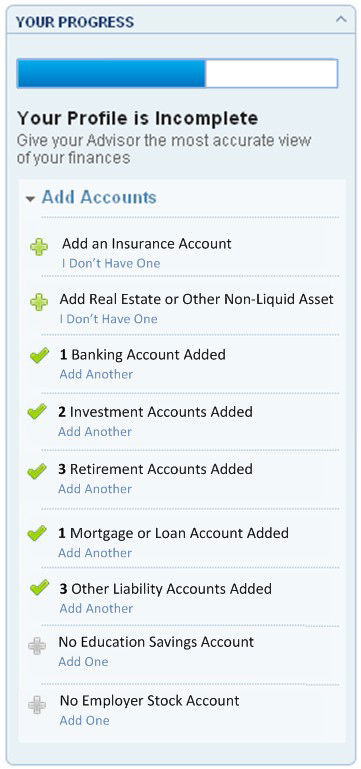 YOUR PROGRESS
Your Profile is Incomplete
Give your Advisor the most accurate view
of your finances
Add Accounts
Add an Insurance Account
I Don't Have One
Add Real Estate or Other Non-Liquid Asset
I Don't Have One
1 Banking Account Added
Add Another
2 Investment Accounts Added
Add Another
3 Retirement Accounts Added
Add Another
1 Mortgage or Loan Account Added
Add Another
3 Other Liability Accounts Added
Add Another
No Education Savings Account
Add One
No Employer Stock Account
Add One